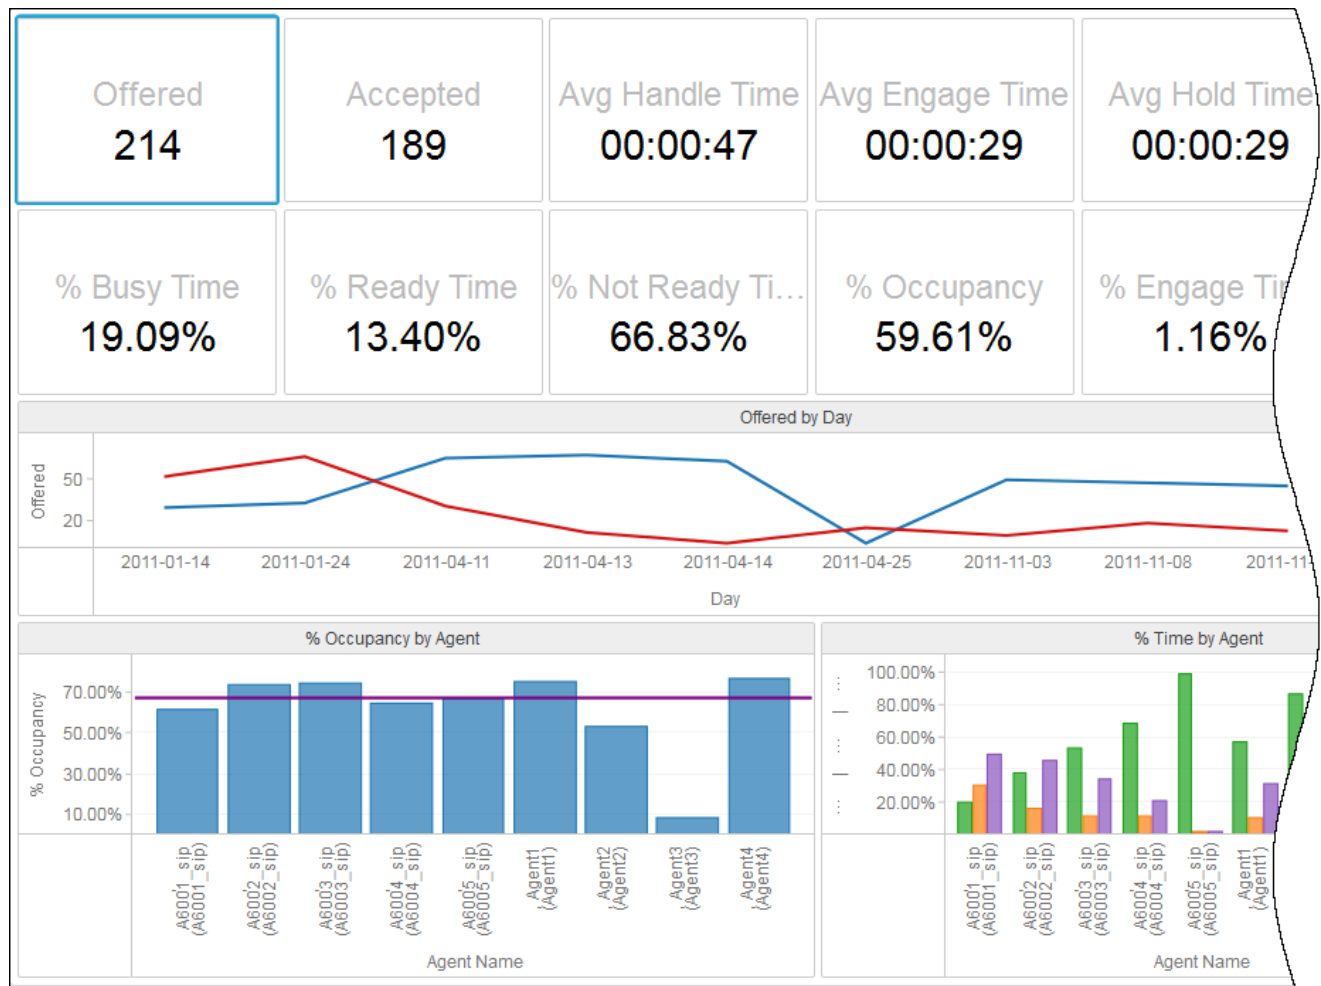 Offered
214
Accepted
189
Avg Handle Time
00:00:47
Avg Engage Time
00:00:29
Avg Hold Time
00:00:29
% Busy Time
19.09%
% Ready Time
13.40%
% Not Ready Ti...
66.83%
% Occupancy
59.61%
% Engage Ti
1.16%
Offered by Day
Offered
50
20
2011-01-14 2011-01-24 2011-04-11 2011-04-13 2011-04-14 2011-04-25 2011-11-03 2011-11-08 2011-11-
Day
% Occupancy by Agent
% Occupancy
70.00%
50.00%
30.00%
10.00%
A6001_sip
(A6001_sip)
A6002_sip
(A6002_sip)
A6003_sip
(A6003_sip)
A6004_sip
(A6004_sip)
A6005_sip
(A6005_sip)
Agent1
(Agent1)
Agent2
(Agent2)
Agent3
(Agent3)
Agent4
(Agent4)
Agent Name
% Time by Agent
100.00%
80.00%
60.00%
40.00%
20.00%
A6001_sip
(A6001_sip)
A6002_sip
(A6002_sip)
A6003_sip
(A6003_sip)
A6004_sip
(A6004_sip)
A6005_sip
(A6005_sip)
Agent1
(Agent1)
Agent Name